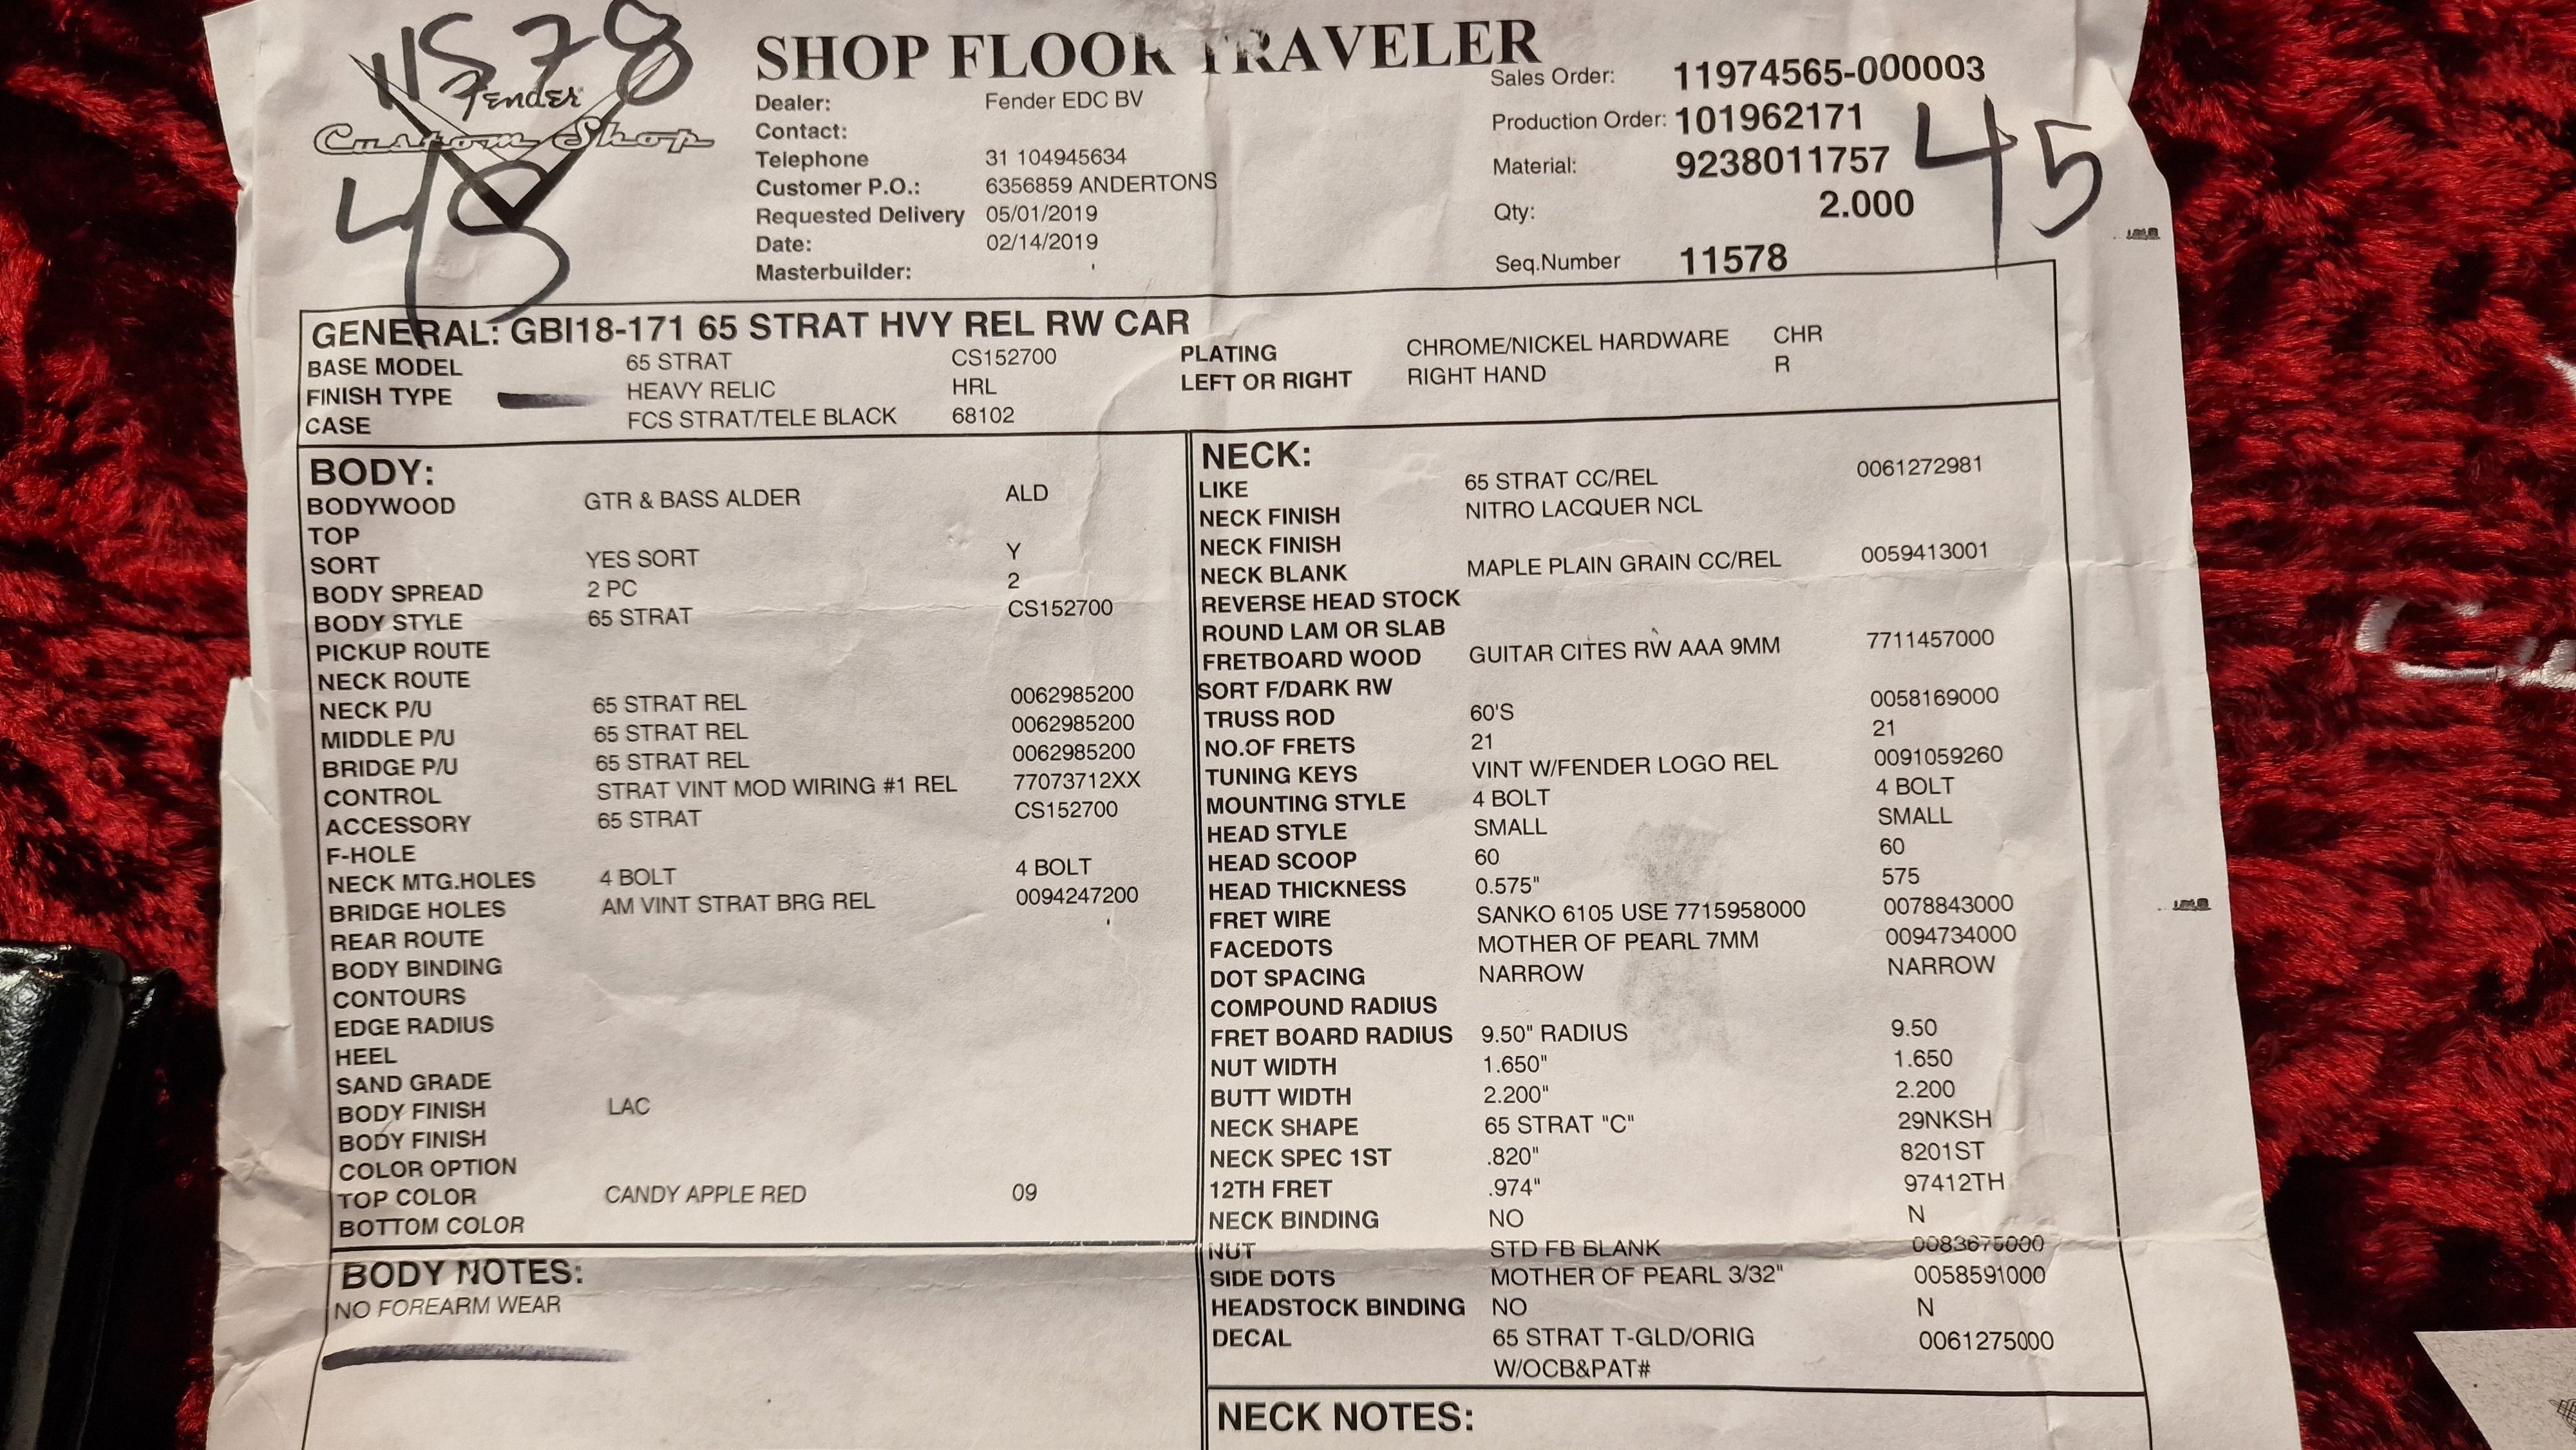 11578
Fender
Custom Shop
45
SHOP FLOOR TRAVELER
Dealer: Fender EDC BV
Contact:
Telephone 31 104945634
Customer P.O.: 6356859 ANDERTONS
Requested Delivery 05/01/2019
Date: 02/14/2019
Masterbuilder:
Sales Order: 11974565-000003
Production Order: 101962171
Material: 9238011757
Qty: 2.000
Seq.Number 11578
45
GENERAL: GBI18-171 65 STRAT HVY REL RW CAR
BASE MODEL 65 STRAT CS152700
FINISH TYPE HEAVY RELIC HRL
CASE FCS STRAT/TELE BLACK 68102
PLATING CHROME/NICKEL HARDWARE CHR
LEFT OR RIGHT RIGHT HAND R
BODY:
BODYWOOD GTR & BASS ALDER ALD
TOP
SORT YES SORT Y
BODY SPREAD 2 PC 2
BODY STYLE 65 STRAT CS152700
PICKUP ROUTE
NECK ROUTE
NECK P/U 65 STRAT REL 0062985200
MIDDLE P/U 65 STRAT REL 0062985200
BRIDGE P/U 65 STRAT REL 0062985200
CONTROL STRAT VINT MOD WIRING #1 REL 77073712XX
ACCESSORY 65 STRAT CS152700
F-HOLE
NECK MTG.HOLES 4 BOLT 4 BOLT
BRIDGE HOLES AM VINT STRAT BRG REL 0094247200
REAR ROUTE
BODY BINDING
CONTOURS
EDGE RADIUS
HEEL
SAND GRADE
BODY FINISH LAC
BODY FINISH
COLOR OPTION
TOP COLOR CANDY APPLE RED 09
BOTTOM COLOR
BODY NOTES:
NO FOREARM WEAR
NECK:
LIKE 65 STRAT CC/REL 0061272981
NECK FINISH NITRO LACQUER NCL
NECK FINISH
NECK BLANK MAPLE PLAIN GRAIN CC/REL 0059413001
REVERSE HEAD STOCK
ROUND LAM OR SLAB
FRETBOARD WOOD GUITAR CITES RW AAA 9MM 7711457000
SORT F/DARK RW
TRUSS ROD 60'S 0058169000
NO.OF FRETS 21 21
TUNING KEYS VINT W/FENDER LOGO REL 0091059260
MOUNTING STYLE 4 BOLT 4 BOLT
HEAD STYLE SMALL SMALL
HEAD SCOOP 60 60
HEAD THICKNESS 0.575" 575
FRET WIRE SANKO 6105 USE 7715958000 0078843000
FACEDOTS MOTHER OF PEARL 7MM 0094734000
DOT SPACING NARROW NARROW
COMPOUND RADIUS
FRET BOARD RADIUS 9.50" RADIUS 9.50
NUT WIDTH 1.650" 1.650
BUTT WIDTH 2.200" 2.200
NECK SHAPE 65 STRAT "C" 29NKSH
NECK SPEC 1ST .820" 8201ST
12TH FRET .974" 97412TH
NECK BINDING NO N
NUT STD FB BLANK 0083675000
SIDE DOTS MOTHER OF PEARL 3/32" 0058591000
HEADSTOCK BINDING NO N
DECAL 65 STRAT T-GLD/ORIG 0061275000
W/OCB&PAT#
NECK NOTES: